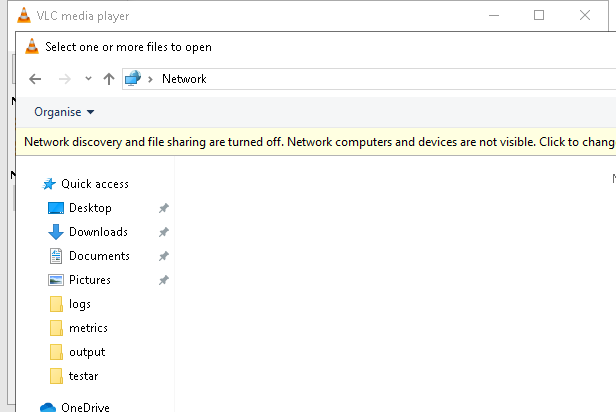 VLC media player
Select one or more files to open
Network
Organise
Network discovery and file sharing are turned off. Network computers and devices are not visible. Click to chang
Quick access
Desktop
Downloads
Documents
Pictures
logs
metrics
output
testar
OneDrive